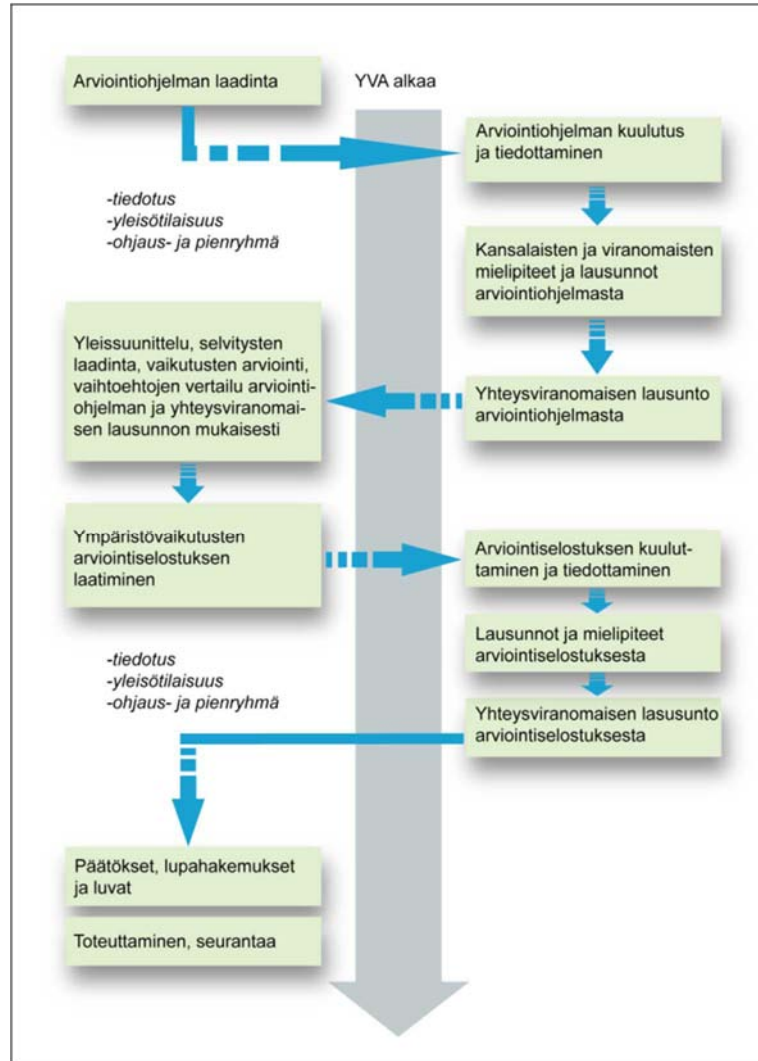 Arviointiohjelman laadinta
YVA alkaa
Arviointiohjelman kuulutus
ja tiedottaminen
-tiedotus
-yleisötilaisuus
-ohjaus- ja pienryhmä
Kansalaisten ja viranomaisten
mielipiteet ja lausunnot
arviointiohjelmasta
Yhteysviranomaisen lausunto
arviointiohjelmasta
Yleissuunittelu, selvitysten
laadinta, vaikutusten arviointi,
vaihtoehtojen vertailu arviointi-
ohjelman ja yhteysviranomai-
sen lausunnon mukaisesti
Ympäristövaikutusten
arviointiselostuksen
laatiminen
Arviointiselostuksen kuulut-
taminen ja tiedottaminen
Lausunnot ja mielipiteet
arviointiselostuksesta
Yhteysviranomaisen lasusunto
arviointiselostuksesta
-tiedotus
-yleisötilaisuus
-ohjaus- ja pienryhmä
Päätökset, lupahakemukset
ja luvat
Toteuttaminen, seurantaa